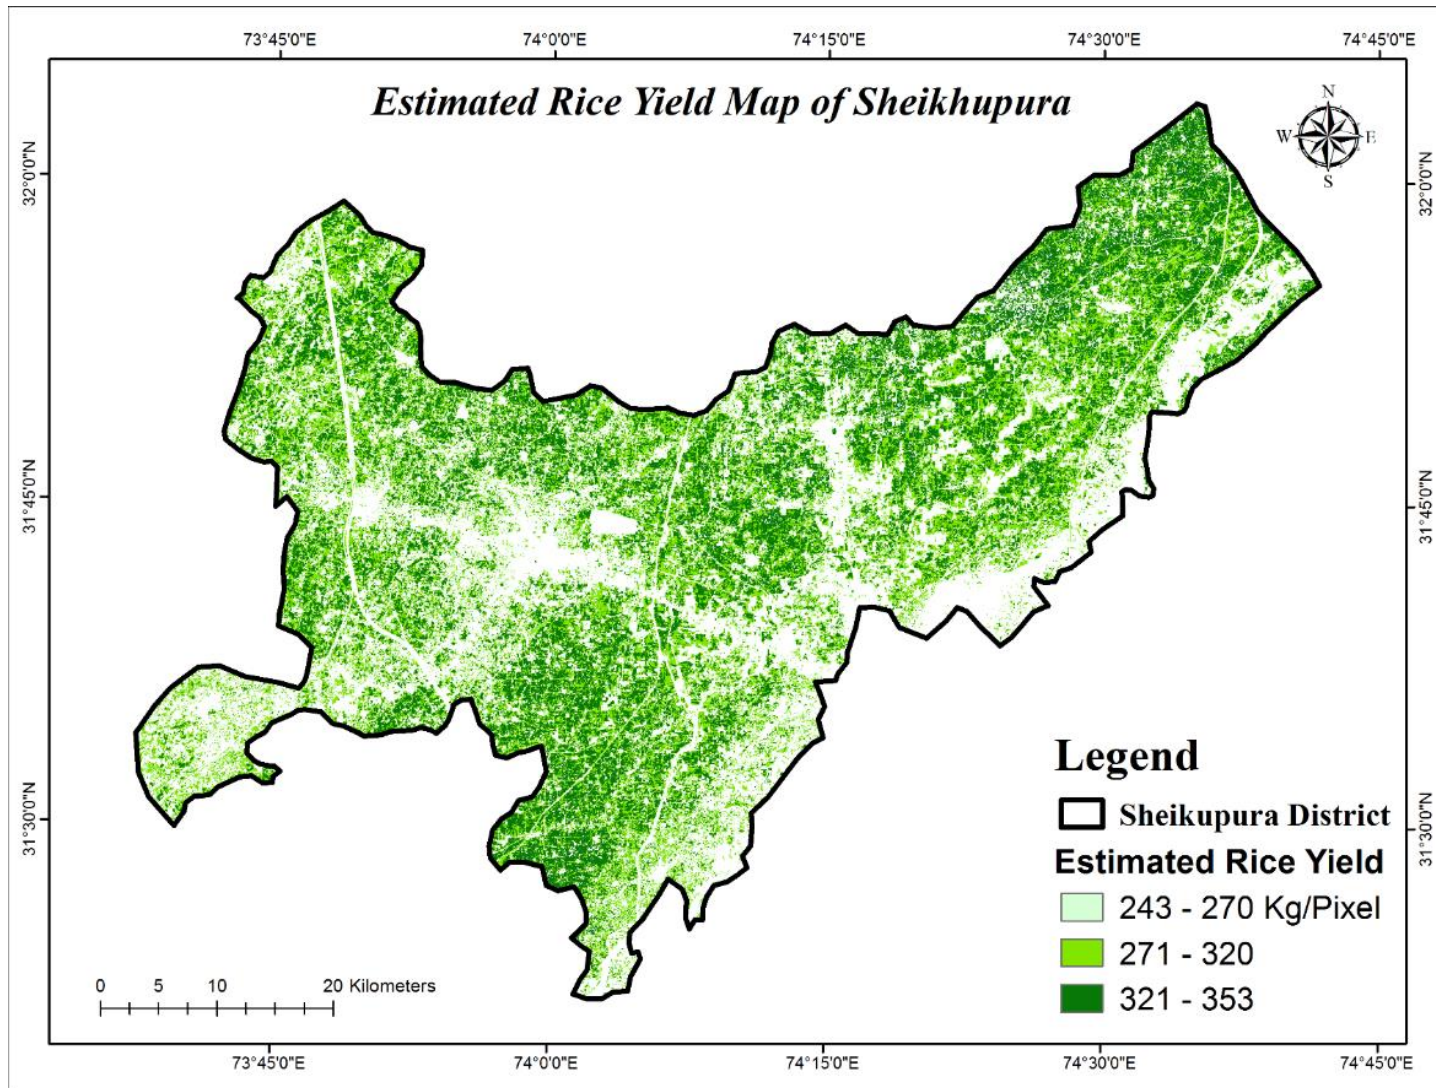 73°45'0"E 74°0'0"E 74°15'0"E 74°30'0"E 74°45'0"E
Estimated Rice Yield Map of Sheikhupura
N
W E
S
32°0'0"N 32°0'0"N
31°45'0"N 31°45'0"N
31°30'0"N 31°30'0"N
Legend
Sheikupura District
Estimated Rice Yield
243 - 270 Kg/Pixel
271 - 320
321 - 353
0 5 10 20 Kilometers
73°45'0"E 74°0'0"E 74°15'0"E 74°30'0"E 74°45'0"E